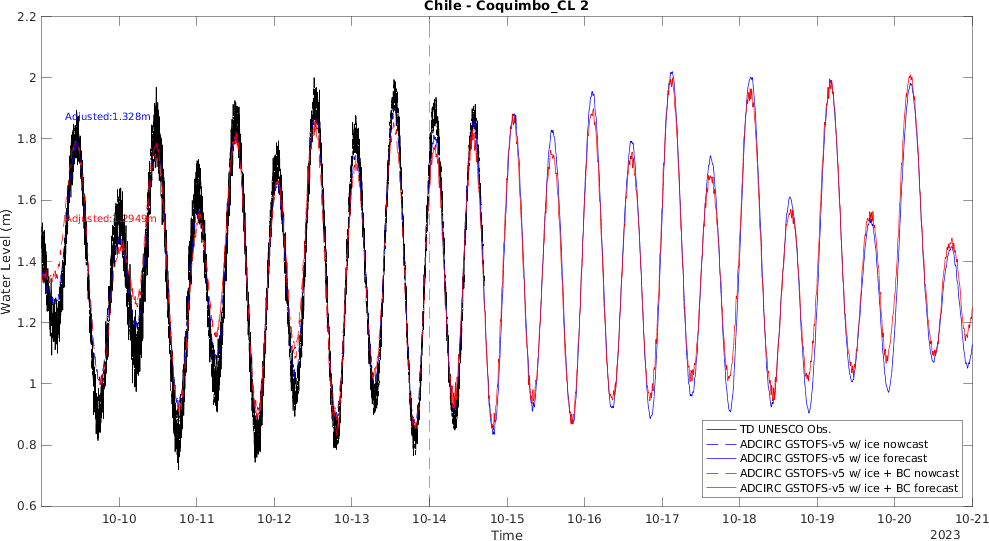 Chile - Coquimbo_CL 2
2.2
2
1.8
1.6
1.4
1.2
1
0.8
0.6
Water Level (m)
Adjusted:1.328m
TD UNESCO Obs.
ADCIRC GSTOFS-v5 w/ ice nowcast
ADCIRC GSTOFS-v5 w/ ice forecast
ADCIRC GSTOFS-v5 w/ ice + BC nowcast
ADCIRC GSTOFS-v5 w/ ice + BC forecast
10-10 10-11 10-12 10-13 10-14 10-15 10-16 10-17 10-18 10-19 10-20 10-21
Time
2023